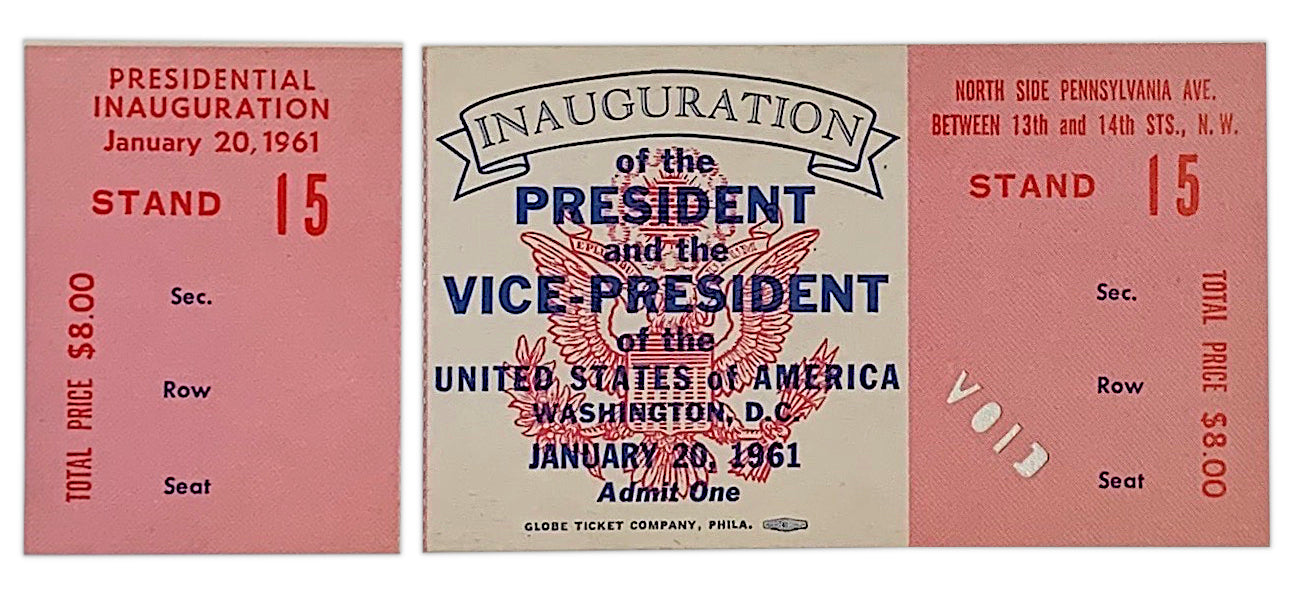 PRESIDENTIAL
INAUGURATION
January 20, 1961
STAND 15
Sec.
Row
Seat
TOTAL PRICE $8.00
INAUGURATION
of the
PRESIDENT
and the
VICE-PRESIDENT
of the
UNITED STATES of AMERICA
WASHINGTON, D.C.
JANUARY 20, 1961
Admit One
GLOBE TICKET COMPANY, PHILA.
NORTH SIDE PENNSYLVANIA AVE.
BETWEEN 13th and 14th STS., N. W.
STAND 15
Sec.
Row
Seat
TOTAL PRICE $8.00
VOID